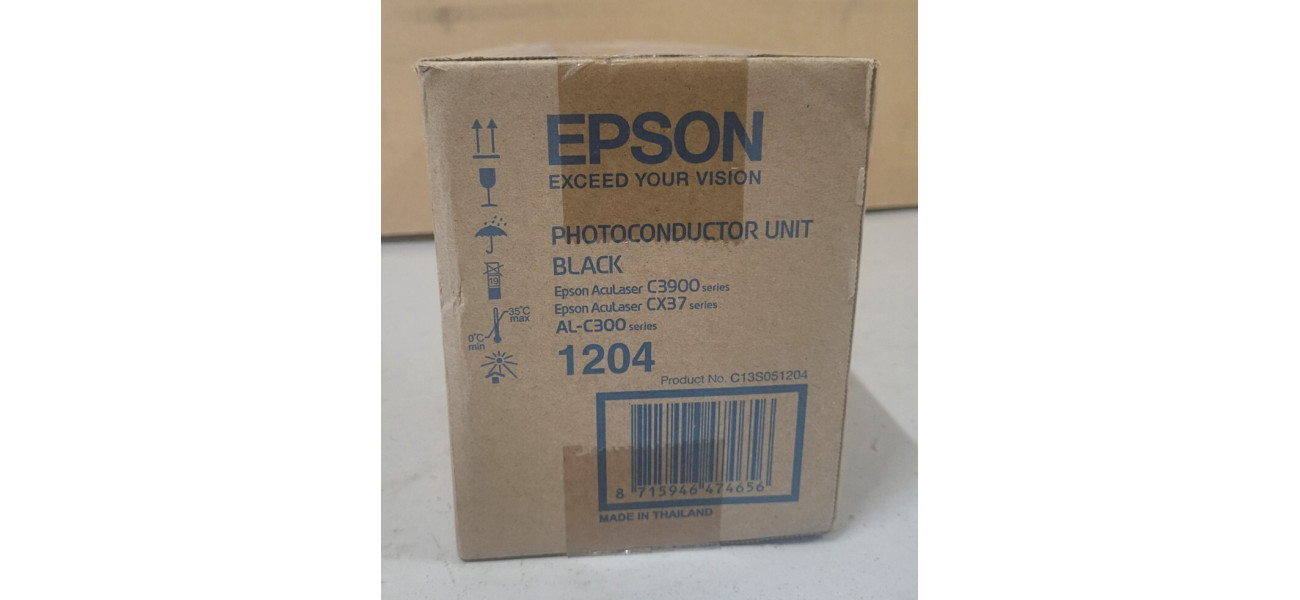 EPSON
EXCEED YOUR VISION
PHOTOCONDUCTOR UNIT
BLACK
Epson AcuLaser C3900 series
Epson AcuLaser CX37 series
AL-C300 series
1204
Product No. C13S051204
8 715946 474656
MADE IN THAILAND
19
35°C
max
0°C
min